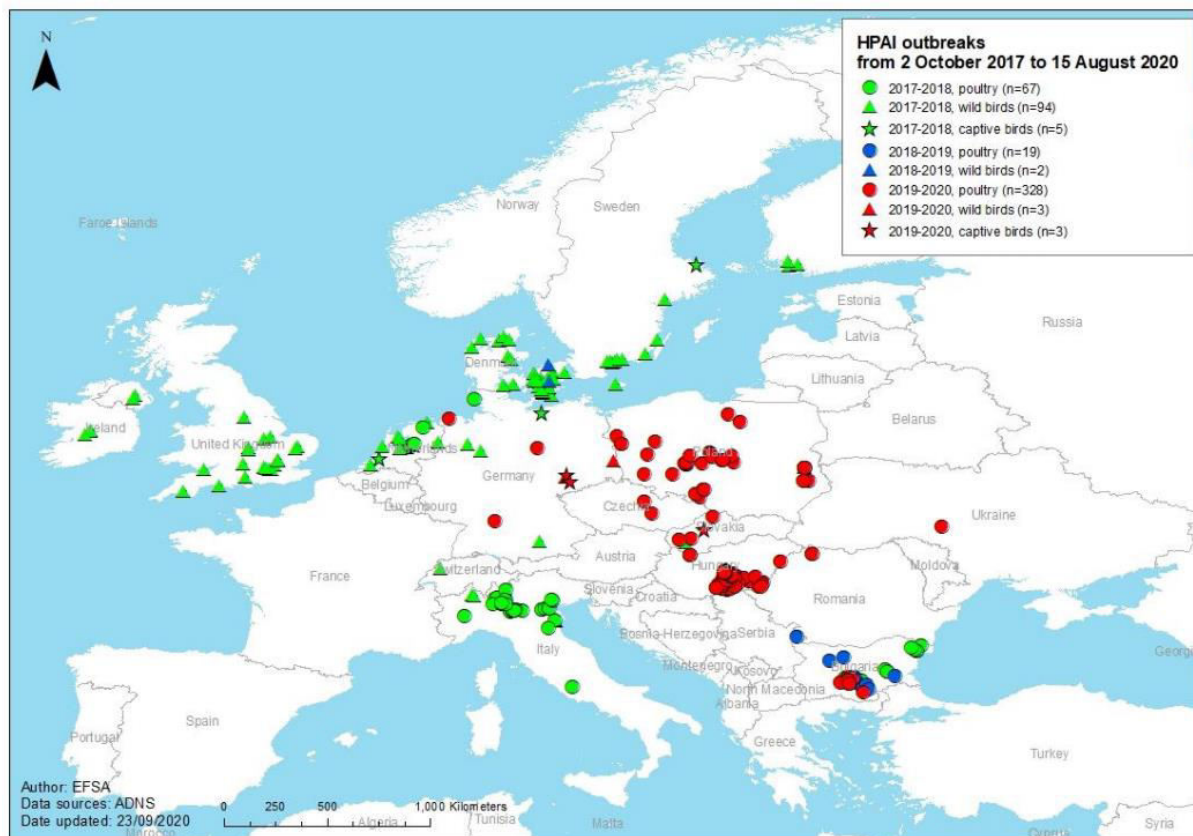 N
HPAI outbreaks
from 2 October 2017 to 15 August 2020
2017-2018, poultry (n=67)
2017-2018, wild birds (n=94)
2017-2018, captive birds (n=5)
2018-2019, poultry (n=19)
2018-2019, wild birds (n=2)
2019-2020, poultry (n=328)
2019-2020, wild birds (n=3)
2019-2020, captive birds (n=3)
Norway
Sweden
Faroe Islands
Estonia
Russia
Latvia
Denmark
Lithuania
Belarus
Ireland
United Kingdom
Netherlands
Poland
Germany
Belgium
Luxembourg
Czechia
Ukraine
Slovakia
Austria
France
Switzerland
Hungary
Moldova
Slovenia
Croatia
Romania
Bosnia-Herzegovina
Serbia
Italy
Montenegro
Kosovo
Bulgaria
Georgia
North Macedonia
Albania
Spain
Portugal
Greece
Turkey
Author: EFSA
Data sources: ADNS
Date updated: 23/09/2020
0 250 500 1,000 Kilometers
Morocco
Algeria
Tunisia
Malta
Cyprus
Syria